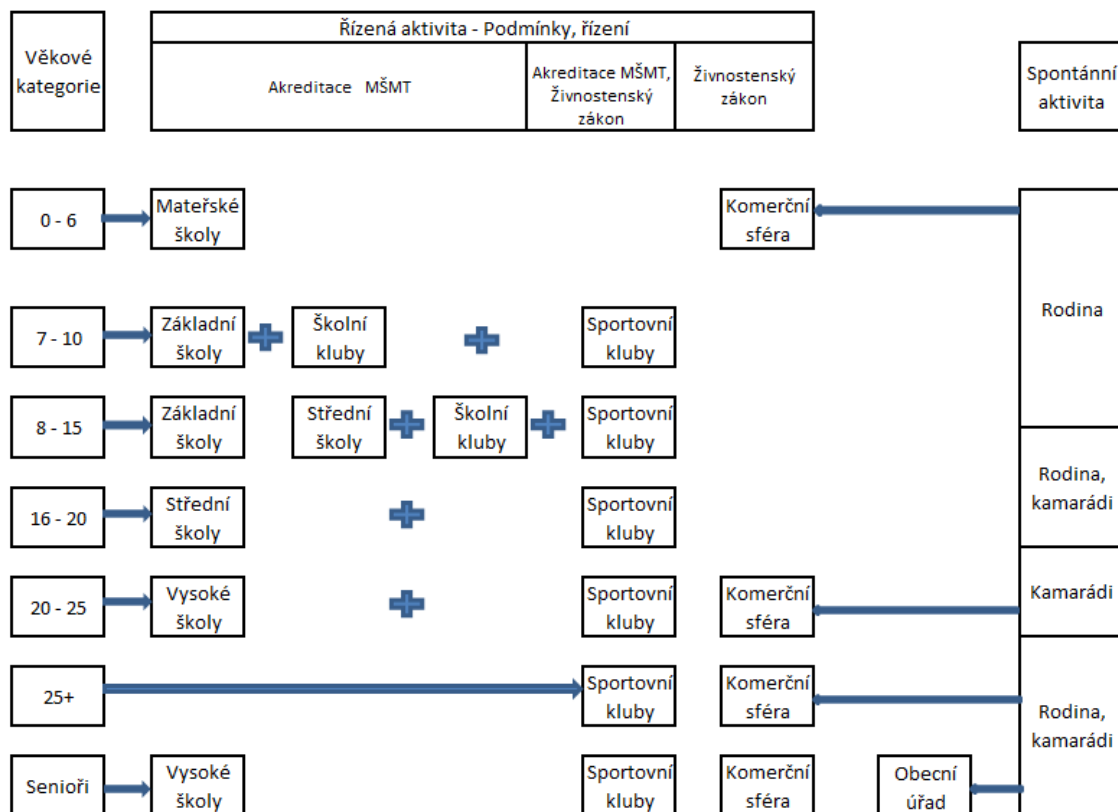 Věkové
kategorie
Řízená aktivita - Podmínky, řízení
Akreditace MŠMT
Akreditace MŠMT,
Živnostenský
zákon
Živnostenský
zákon
Spontánní
aktivita
0 - 6
Mateřské
školy
Komerční
sféra
Rodina
7 - 10
Základní
školy
Školní
kluby
Sportovní
kluby
8 - 15
Základní
školy
Střední
školy
Školní
kluby
Sportovní
kluby
Rodina,
kamarádi
16 - 20
Střední
školy
Sportovní
kluby
20 - 25
Vysoké
školy
Sportovní
kluby
Komerční
sféra
Kamarádi
25+
Sportovní
kluby
Komerční
sféra
Rodina,
kamarádi
Senioři
Vysoké
školy
Sportovní
kluby
Komerční
sféra
Obecní
úřad